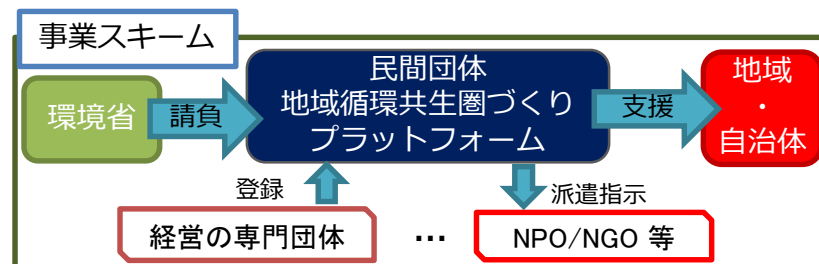 事業スキーム
環境省
請負
民間団体
地域循環共生圏づくり
プラットフォーム
支援
地域
・
自治体
登録
派遣指示
経営の専門団体
…
NPO/NGO 等